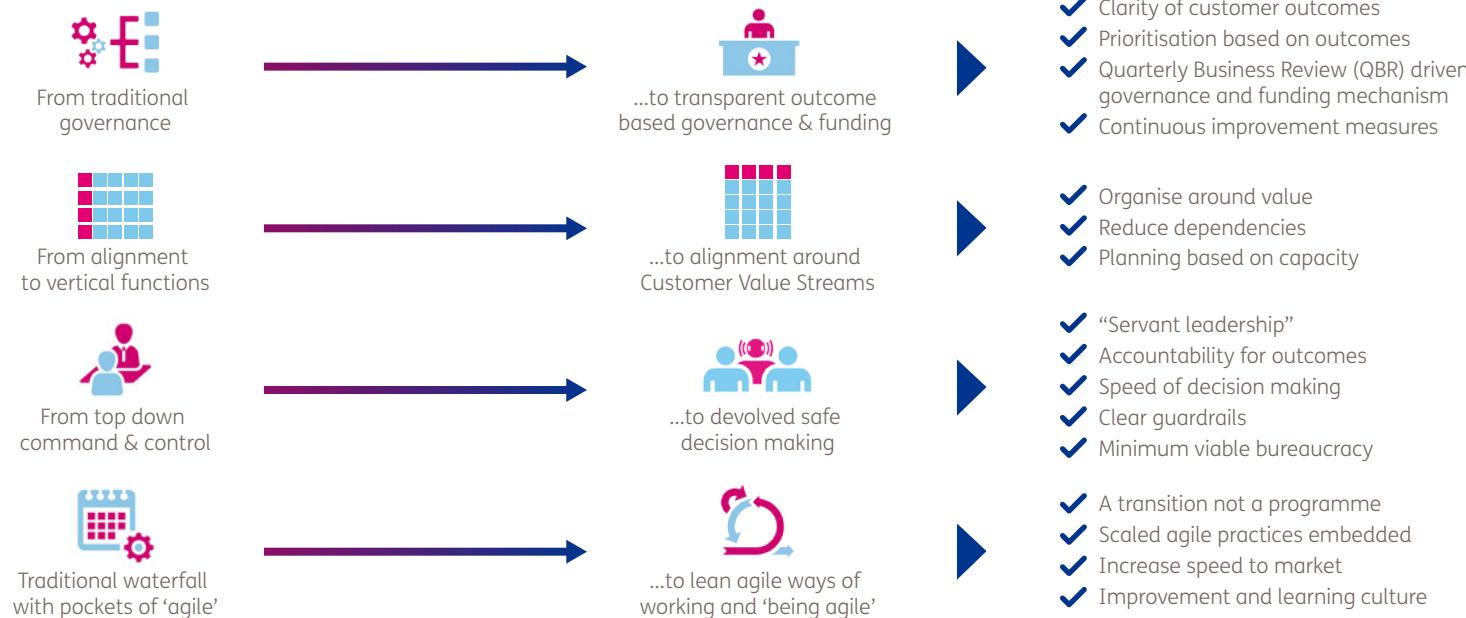 From traditional
governance
...to transparent outcome
based governance & funding
Clarity of customer outcomes
Prioritisation based on outcomes
Quarterly Business Review (QBR) driven
governance and funding mechanism
Continuous improvement measures
From alignment
to vertical functions
...to alignment around
Customer Value Streams
Organise around value
Reduce dependencies
Planning based on capacity
From top down
command & control
...to devolved safe
decision making
“Servant leadership”
Accountability for outcomes
Speed of decision making
Clear guardrails
Minimum viable bureaucracy
Traditional waterfall
with pockets of ‘agile’
...to lean agile ways of
working and ‘being agile’
A transition not a programme
Scaled agile practices embedded
Increase speed to market
Improvement and learning culture